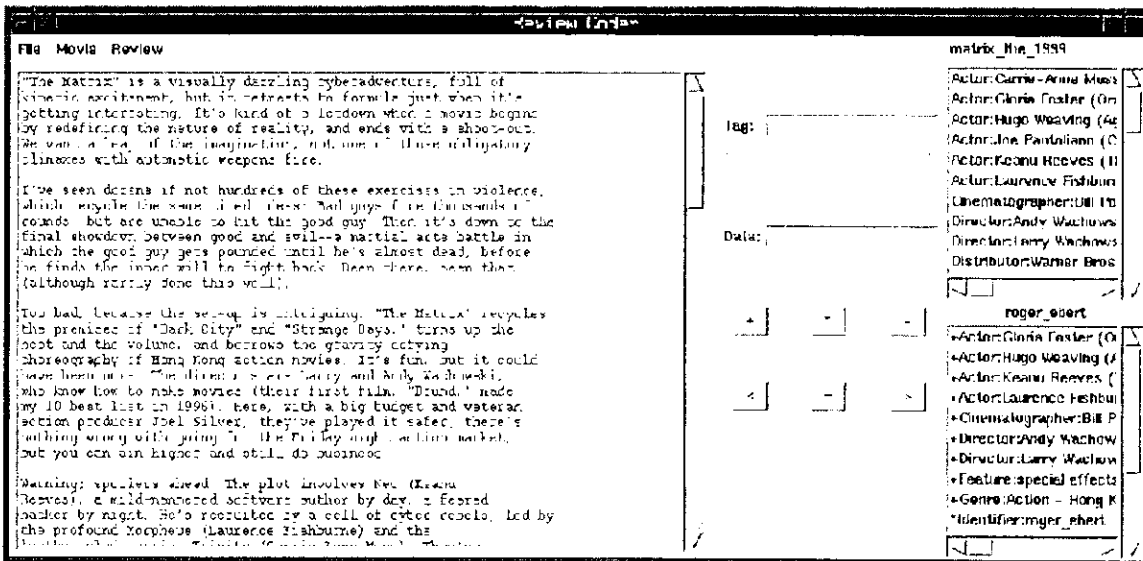 Review Coder
File Movie Review
"The Matrix" is a visually dazzling cyberadventure, full of
kinetic excitement, but it retreats to formula just when it's
getting interesting. It's kind of a letdown when a movie begins
by redefining the nature of reality, and ends with a shoot-out.
We want a leap of the imagination, not one of those obligatory
climaxes with automatic weapons fire.
I've seen dozens if not hundreds of these exercises in violence,
which recycle the same tired ideas: Bad guys fire thousands of
rounds, but are unable to hit the good guy. Then it's down to the
final showdown between good and evil--a martial arts battle in
which the good guy gets pounded until he's almost dead, before
he finds the inner will to fight back. Been there, seen that
(although rarely done this well).
Too bad, because the set-up is intriguing. "The Matrix" recycles
the premises of "Dark City" and "Strange Days," turns up the
heat and the volume, and borrows the gravity-defying
choreography of Hong Kong action movies. It's fun, but it could
have been more. The directors are Larry and Andy Wachowski,
who know how to make movies (their first film, "Bound," made
my 10 best list in 1996). Here, with a big budget and veteran
action producer Joel Silver, they've played it safer; there's
nothing wrong with going for the Friday night action market,
but you can aim higher and still do business.
Warning; spoilers ahead. The plot involves Neo (Keanu
Reeves), a mild-mannered software author by day, a feared
hacker by night. He's recruited by a cell of cyber-rebels, led by
the profound Morpheus (Laurence Fishburne) and the
Tag:
Data:
+
-
<
>
matrix_the_1999
Actor:Carrie-Anne Moss
Actor:Gloria Foster (Or
Actor:Hugo Weaving (A
Actor:Joe Pantoliano (C
Actor:Keanu Reeves (T
Actor:Laurence Fishburn
Cinematographer:Bill Po
Director:Andy Wachows
Director:Larry Wachows
Distributor:Warner Bros
roger_ebert
+Actor:Gloria Foster (O
+Actor:Hugo Weaving (A
+Actor:Keanu Reeves (
+Actor:Laurence Fishbur
+Cinematographer:Bill P
+Director:Andy Wachow
+Director:Larry Wachow
+Feature:special effects
+Genre:Action - Hong K
*Identifier:roger_ebert